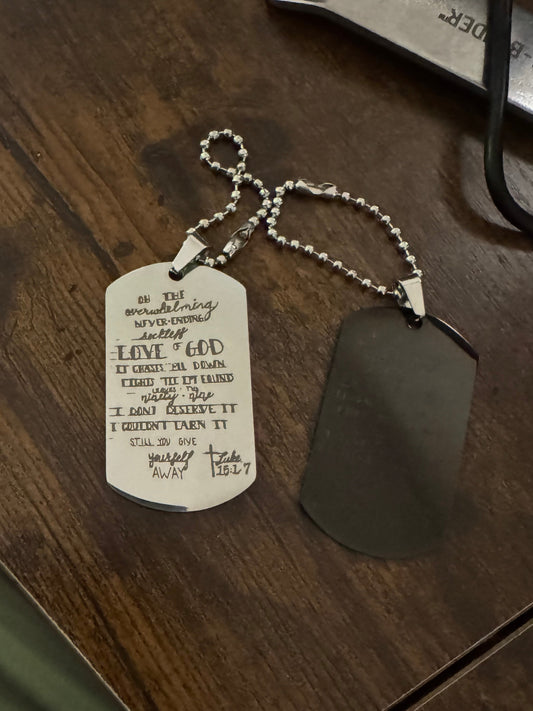 OH THE
overwhelming
NEVER-ENDING
reckless
LOVE OF GOD
IT CHASES ME DOWN
FIGHTS TIL I'M FOUND
LEAVES THE
ninety-nine
I DONT DESERVE IT
I COULDN'T EARN IT
STILL YOU GIVE
yourself
AWAY
Luke
15:1-7